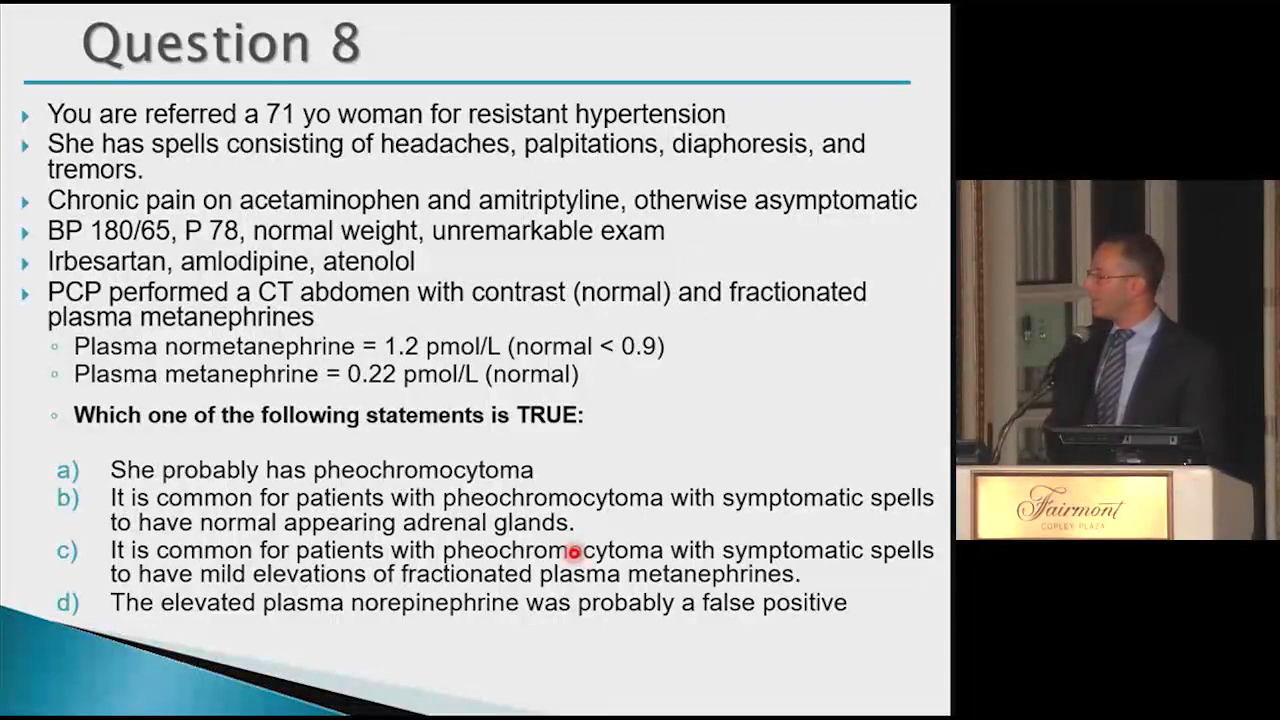 Question 8
You are referred a 71 yo woman for resistant hypertension
She has spells consisting of headaches, palpitations, diaphoresis, and
tremors.
Chronic pain on acetaminophen and amitriptyline, otherwise asymptomatic
BP 180/65, P 78, normal weight, unremarkable exam
Irbesartan, amlodipine, atenolol
PCP performed a CT abdomen with contrast (normal) and fractionated
plasma metanephrines
Plasma normetanephrine = 1.2 pmol/L (normal < 0.9)
Plasma metanephrine = 0.22 pmol/L (normal)
Which one of the following statements is TRUE:
a) She probably has pheochromocytoma
b) It is common for patients with pheochromocytoma with symptomatic spells
to have normal appearing adrenal glands.
c) It is common for patients with pheochromocytoma with symptomatic spells
to have mild elevations of fractionated plasma metanephrines.
d) The elevated plasma norepinephrine was probably a false positive
Fairmont
COPLEY PLAZA